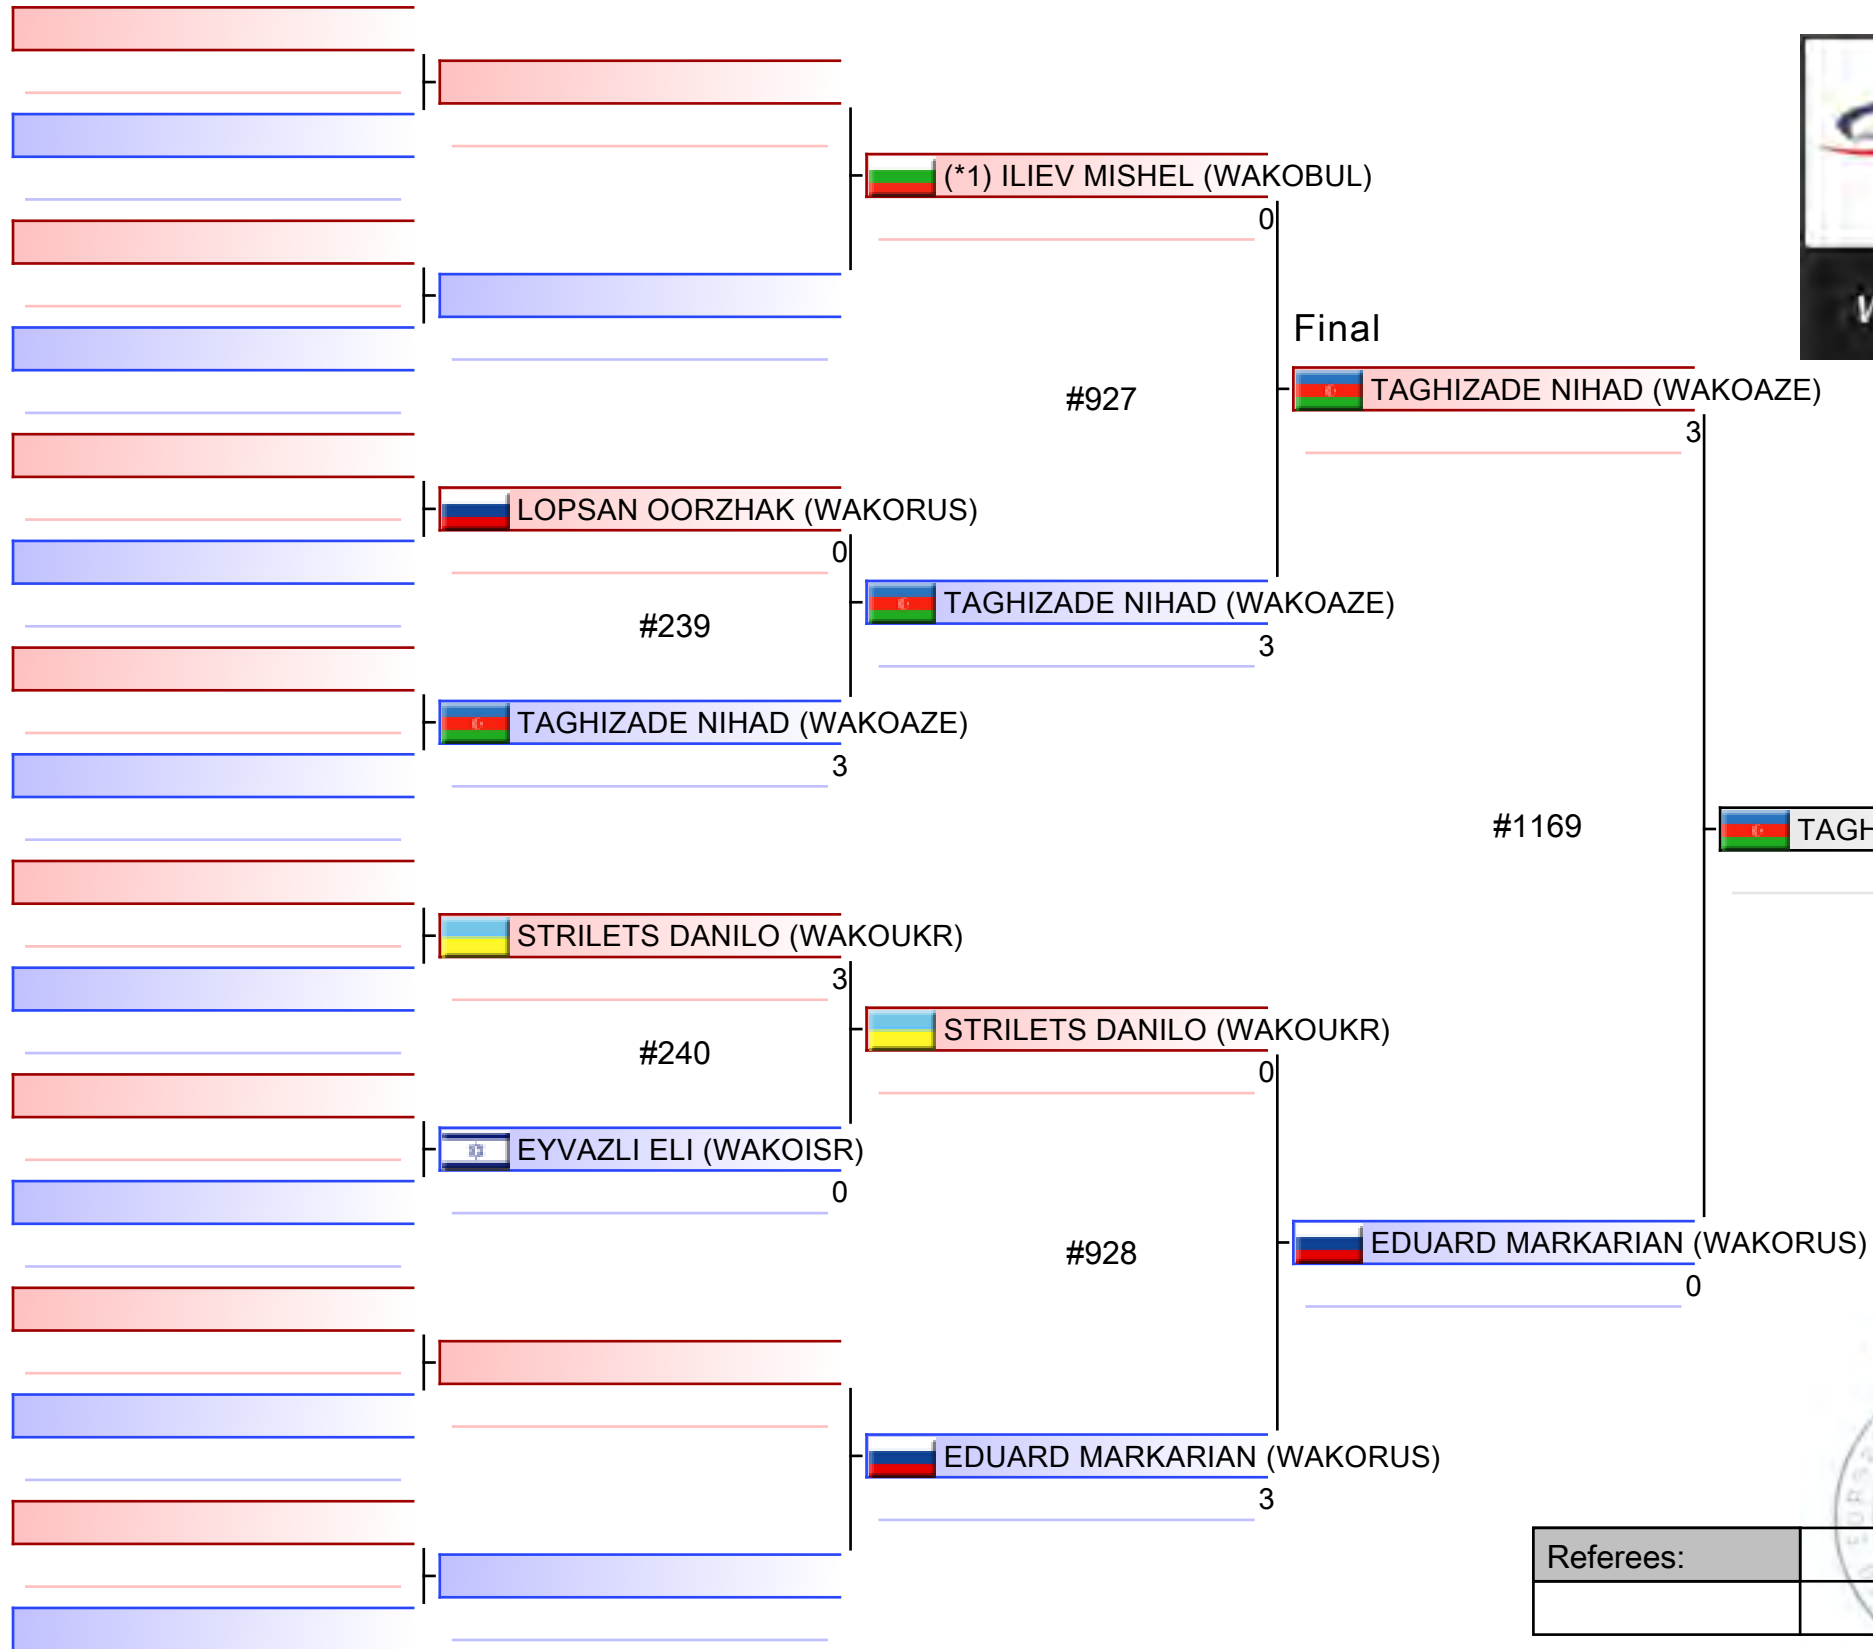 (*1) ILIEV MISHEL (WAKOBUL)
0
Final
#927
TAGHIZADE NIHAD (WAKOAZE)
3
LOPSAN OORZHAK (WAKORUS)
0
#239
TAGHIZADE NIHAD (WAKOAZE)
3
TAGHIZADE NIHAD (WAKOAZE)
3
#1169
TAGH
STRILETS DANILO (WAKOUKR)
3
#240
STRILETS DANILO (WAKOUKR)
0
EYVAZLI ELI (WAKOISR)
0
#928
EDUARD MARKARIAN (WAKORUS)
0
EDUARD MARKARIAN (WAKORUS)
3
Referees: